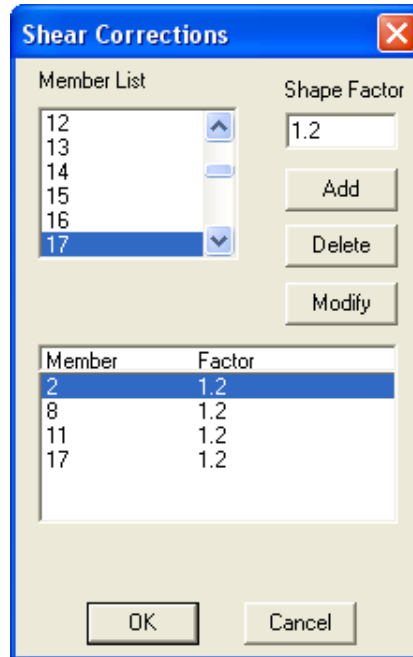 Shear Corrections
Member List
Shape Factor
12
13
14
15
16
17
1.2
Add
Delete
Modify
Member Factor
2 1.2
8 1.2
11 1.2
17 1.2
OK
Cancel